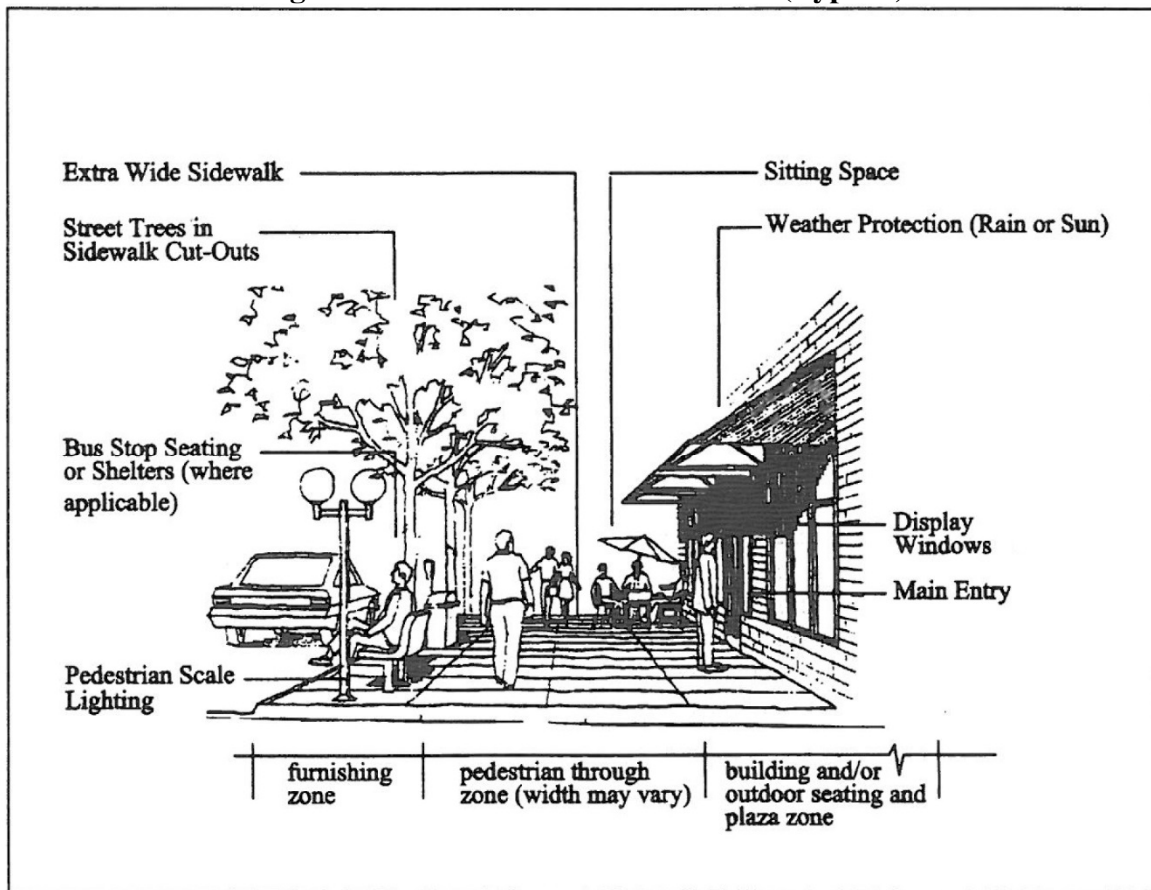 Extra Wide Sidewalk
Sitting Space
Street Trees in
Sidewalk Cut-Outs
Weather Protection (Rain or Sun)
Bus Stop Seating
or Shelters (where
applicable)
Display
Windows
Main Entry
Pedestrian Scale
Lighting
furnishing
zone
pedestrian through
zone (width may vary)
building and/or
outdoor seating and
plaza zone